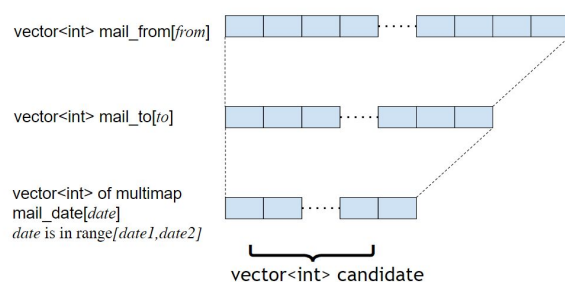 vector<int> mail_from[from]
vector<int> mail_to[to]
vector<int> of multimap
mail_date[date]
date is in range[date1,date2]
vector<int> candidate